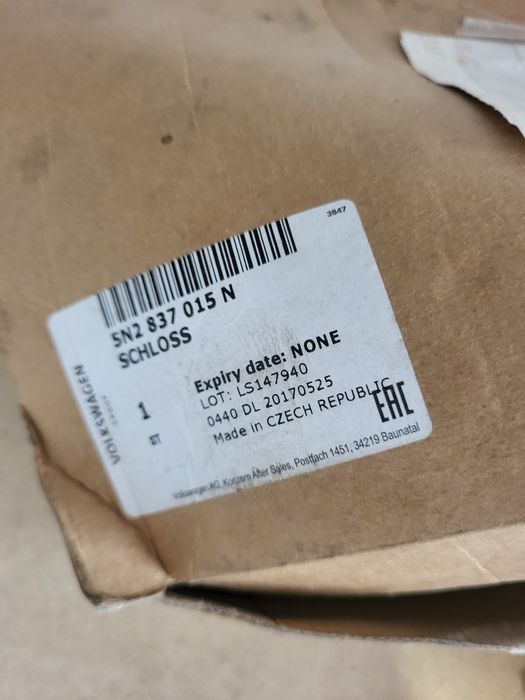 3847
5N2 837 015 N
SCHLOSS
VOLKSWAGEN
1
ST
Expiry date: NONE
LOT: LS147940
0440 DL 20170525
Made in CZECH REPUBLIC
EAC
Volkswagen AG, Konzern After Sales, Postfach 1451, 34219 Baunatal